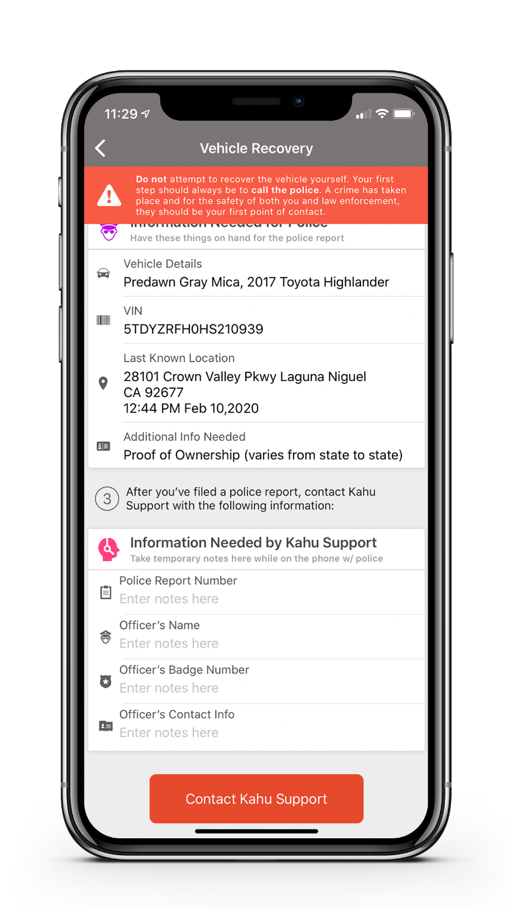 11:29
Vehicle Recovery
Do not attempt to recover the vehicle yourself. Your first
step should always be to call the police. A crime has taken
place and for the safety of both you and law enforcement,
they should be your first point of contact.
Information Needed for Police
Have these things on hand for the police report
Vehicle Details
Predawn Gray Mica, 2017 Toyota Highlander
VIN
5TDYZRFH0HS210939
Last Known Location
28101 Crown Valley Pkwy Laguna Niguel
CA 92677
12:44 PM Feb 10,2020
Additional Info Needed
Proof of Ownership (varies from state to state)
3
After you've filed a police report, contact Kahu
Support with the following information:
Information Needed by Kahu Support
Take temporary notes here while on the phone w/ police
Police Report Number
Enter notes here
Officer's Name
Enter notes here
Officer's Badge Number
Enter notes here
Officer's Contact Info
Enter notes here
Contact Kahu Support